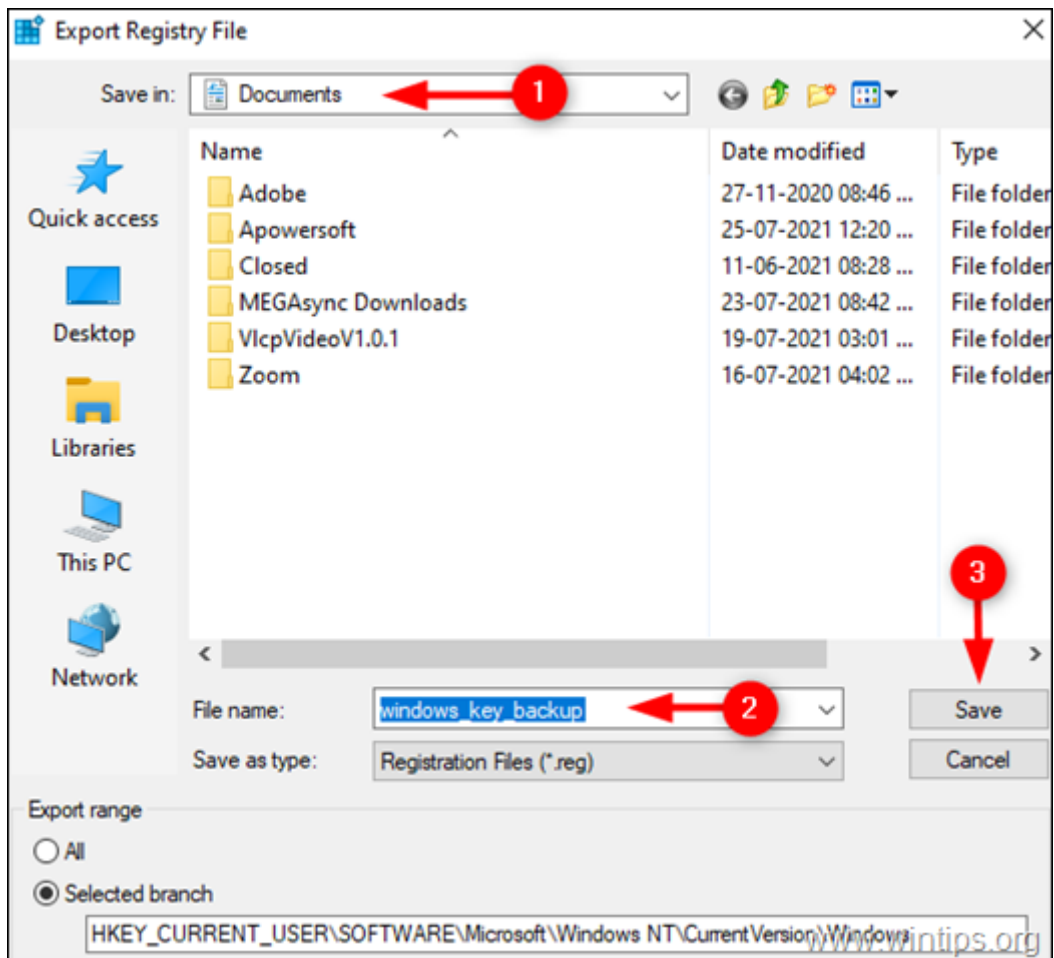 Export Registry File
Save in: Documents 1
Name Date modified Type
Adobe 27-11-2020 08:46 ... File folder
Apowersoft 25-07-2021 12:20 ... File folder
Closed 11-06-2021 08:28 ... File folder
MEGAsync Downloads 23-07-2021 08:42 ... File folder
VlcpVideoV1.0.1 19-07-2021 03:01 ... File folder
Zoom 16-07-2021 04:02 ... File folder
Quick access
Desktop
Libraries
This PC
Network
3
File name: windows_key_backup 2 Save
Save as type: Registration Files (*.reg) Cancel
Export range
All
Selected branch
HKEY_CURRENT_USER\SOFTWARE\Microsoft\Windows NT\CurrentVersion\Windows
www.wintips.org